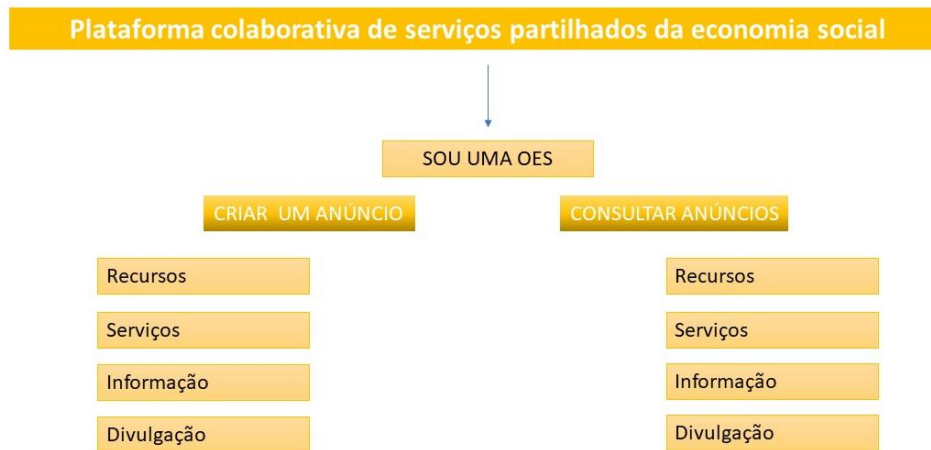 Plataforma colaborativa de serviços partilhados da economia social
SOU UMA OES
CRIAR UM ANÚNCIO
CONSULTAR ANÚNCIOS
Recursos
Serviços
Informação
Divulgação
Recursos
Serviços
Informação
Divulgação